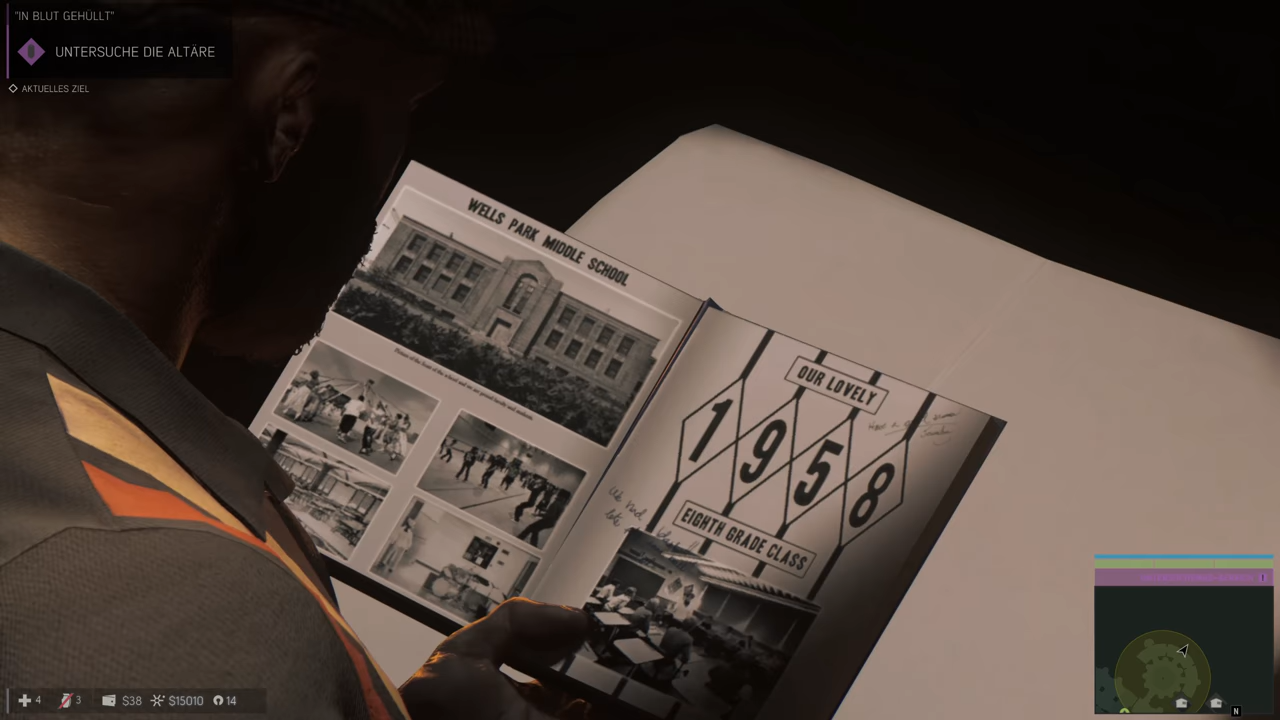 "IN BLUT GEHÜLLT"
UNTERSUCHE DIE ALTÄRE
AKTUELLES ZIEL
WELLS PARK MIDDLE SCHOOL
OUR LOVELY
1958
EIGHTH GRADE CLASS
4
3
$38
$15010
14
N